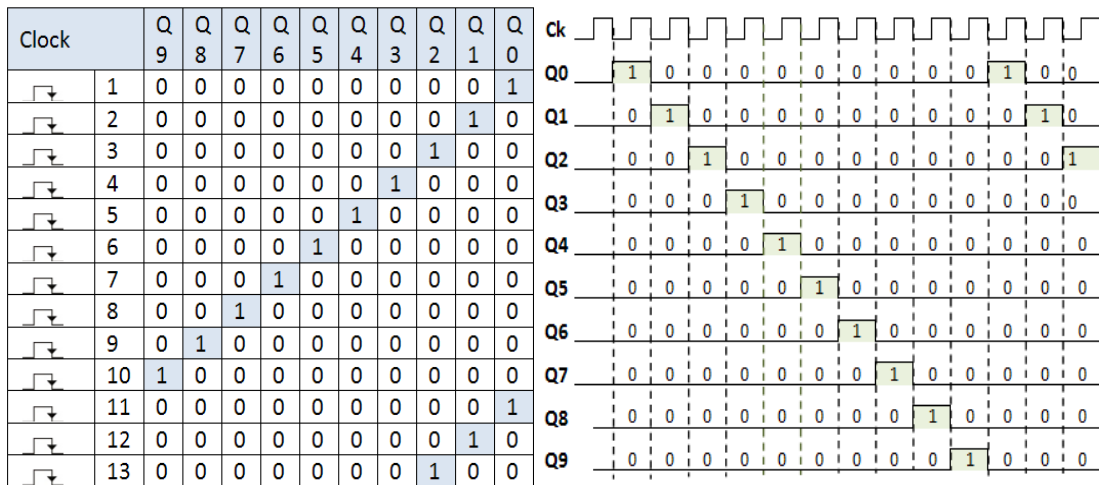 Clock Q Q Q Q Q Q Q Q Q Q
9 8 7 6 5 4 3 2 1 0
1 0 0 0 0 0 0 0 0 0 1
2 0 0 0 0 0 0 0 0 1 0
3 0 0 0 0 0 0 0 1 0 0
4 0 0 0 0 0 0 1 0 0 0
5 0 0 0 0 0 1 0 0 0 0
6 0 0 0 0 1 0 0 0 0 0
7 0 0 0 1 0 0 0 0 0 0
8 0 0 1 0 0 0 0 0 0 0
9 0 1 0 0 0 0 0 0 0 0
10 1 0 0 0 0 0 0 0 0 0
11 0 0 0 0 0 0 0 0 0 1
12 0 0 0 0 0 0 0 0 1 0
13 0 0 0 0 0 0 0 1 0 0
Ck
Q0 1 0 0 0 0 0 0 0 0 0 1 0 0
Q1 0 1 0 0 0 0 0 0 0 0 0 1 0
Q2 0 0 1 0 0 0 0 0 0 0 0 0 1
Q3 0 0 0 1 0 0 0 0 0 0 0 0 0
Q4 0 0 0 0 1 0 0 0 0 0 0 0 0
Q5 0 0 0 0 0 1 0 0 0 0 0 0 0
Q6 0 0 0 0 0 0 1 0 0 0 0 0 0
Q7 0 0 0 0 0 0 0 1 0 0 0 0 0
Q8 0 0 0 0 0 0 0 0 1 0 0 0 0
Q9 0 0 0 0 0 0 0 0 0 1 0 0 0